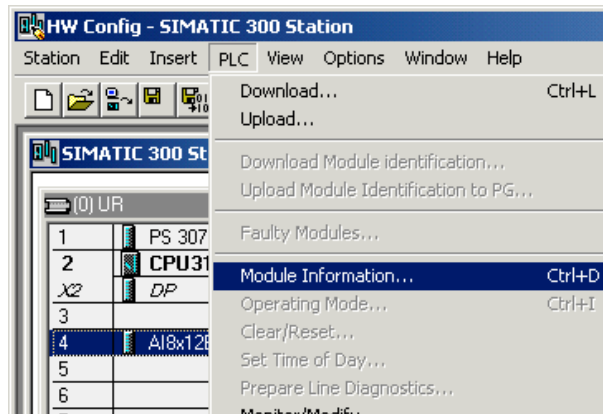 HW Config - SIMATIC 300 Station
Station Edit Insert PLC View Options Window Help
Download... Ctrl+L
Upload...
SIMATIC 300 St
Download Module identification...
Upload Module Identification to PG...
(0) UR
Faulty Modules...
1 PS 307
2 CPU31
Module Information... Ctrl+D
X2 DP
Operating Mode... Ctrl+I
3
Clear/Reset...
4 AI8x12B
Set Time of Day...
5
Prepare Line Diagnostics...
6
Monitor/Modify